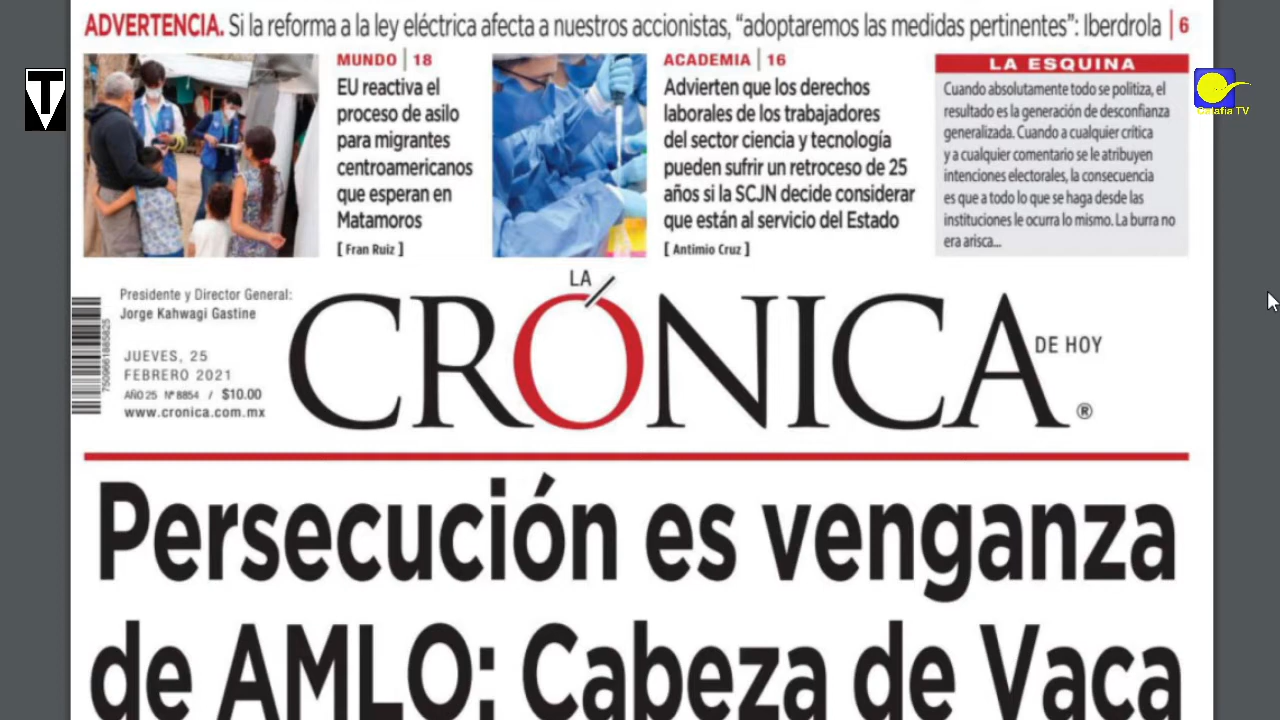 ADVERTENCIA. Si la reforma a la ley eléctrica afecta a nuestros accionistas, “adoptaremos las medidas pertinentes”: Iberdrola | 6
MUNDO | 18
EU reactiva el
proceso de asilo
para migrantes
centroamericanos
que esperan en
Matamoros
[ Fran Ruiz ]
ACADEMIA | 16
Advierten que los derechos
laborales de los trabajadores
del sector ciencia y tecnología
pueden sufrir un retroceso de 25
años si la SCJN decide considerar
que están al servicio del Estado
[ Antimio Cruz ]
LA ESQUINA
Cuando absolutamente todo se politiza, el
resultado es la generación de desconfianza
generalizada. Cuando a cualquier crítica
y a cualquier comentario se le atribuyen
intenciones electorales, la consecuencia
es que a todo lo que se haga desde las
instituciones le ocurra lo mismo. La burra no
era arisca...
T
Garafía TV
Presidente y Director General:
Jorge Kahwagi Gastine
JUEVES, 25
FEBRERO 2021
AÑO 25 Nº 8854 / $10.00
www.cronica.com.mx
7509661885825
LA
CRÓNICA
DE HOY
®
Persecución es venganza
de AMLO: Cabeza de Vaca